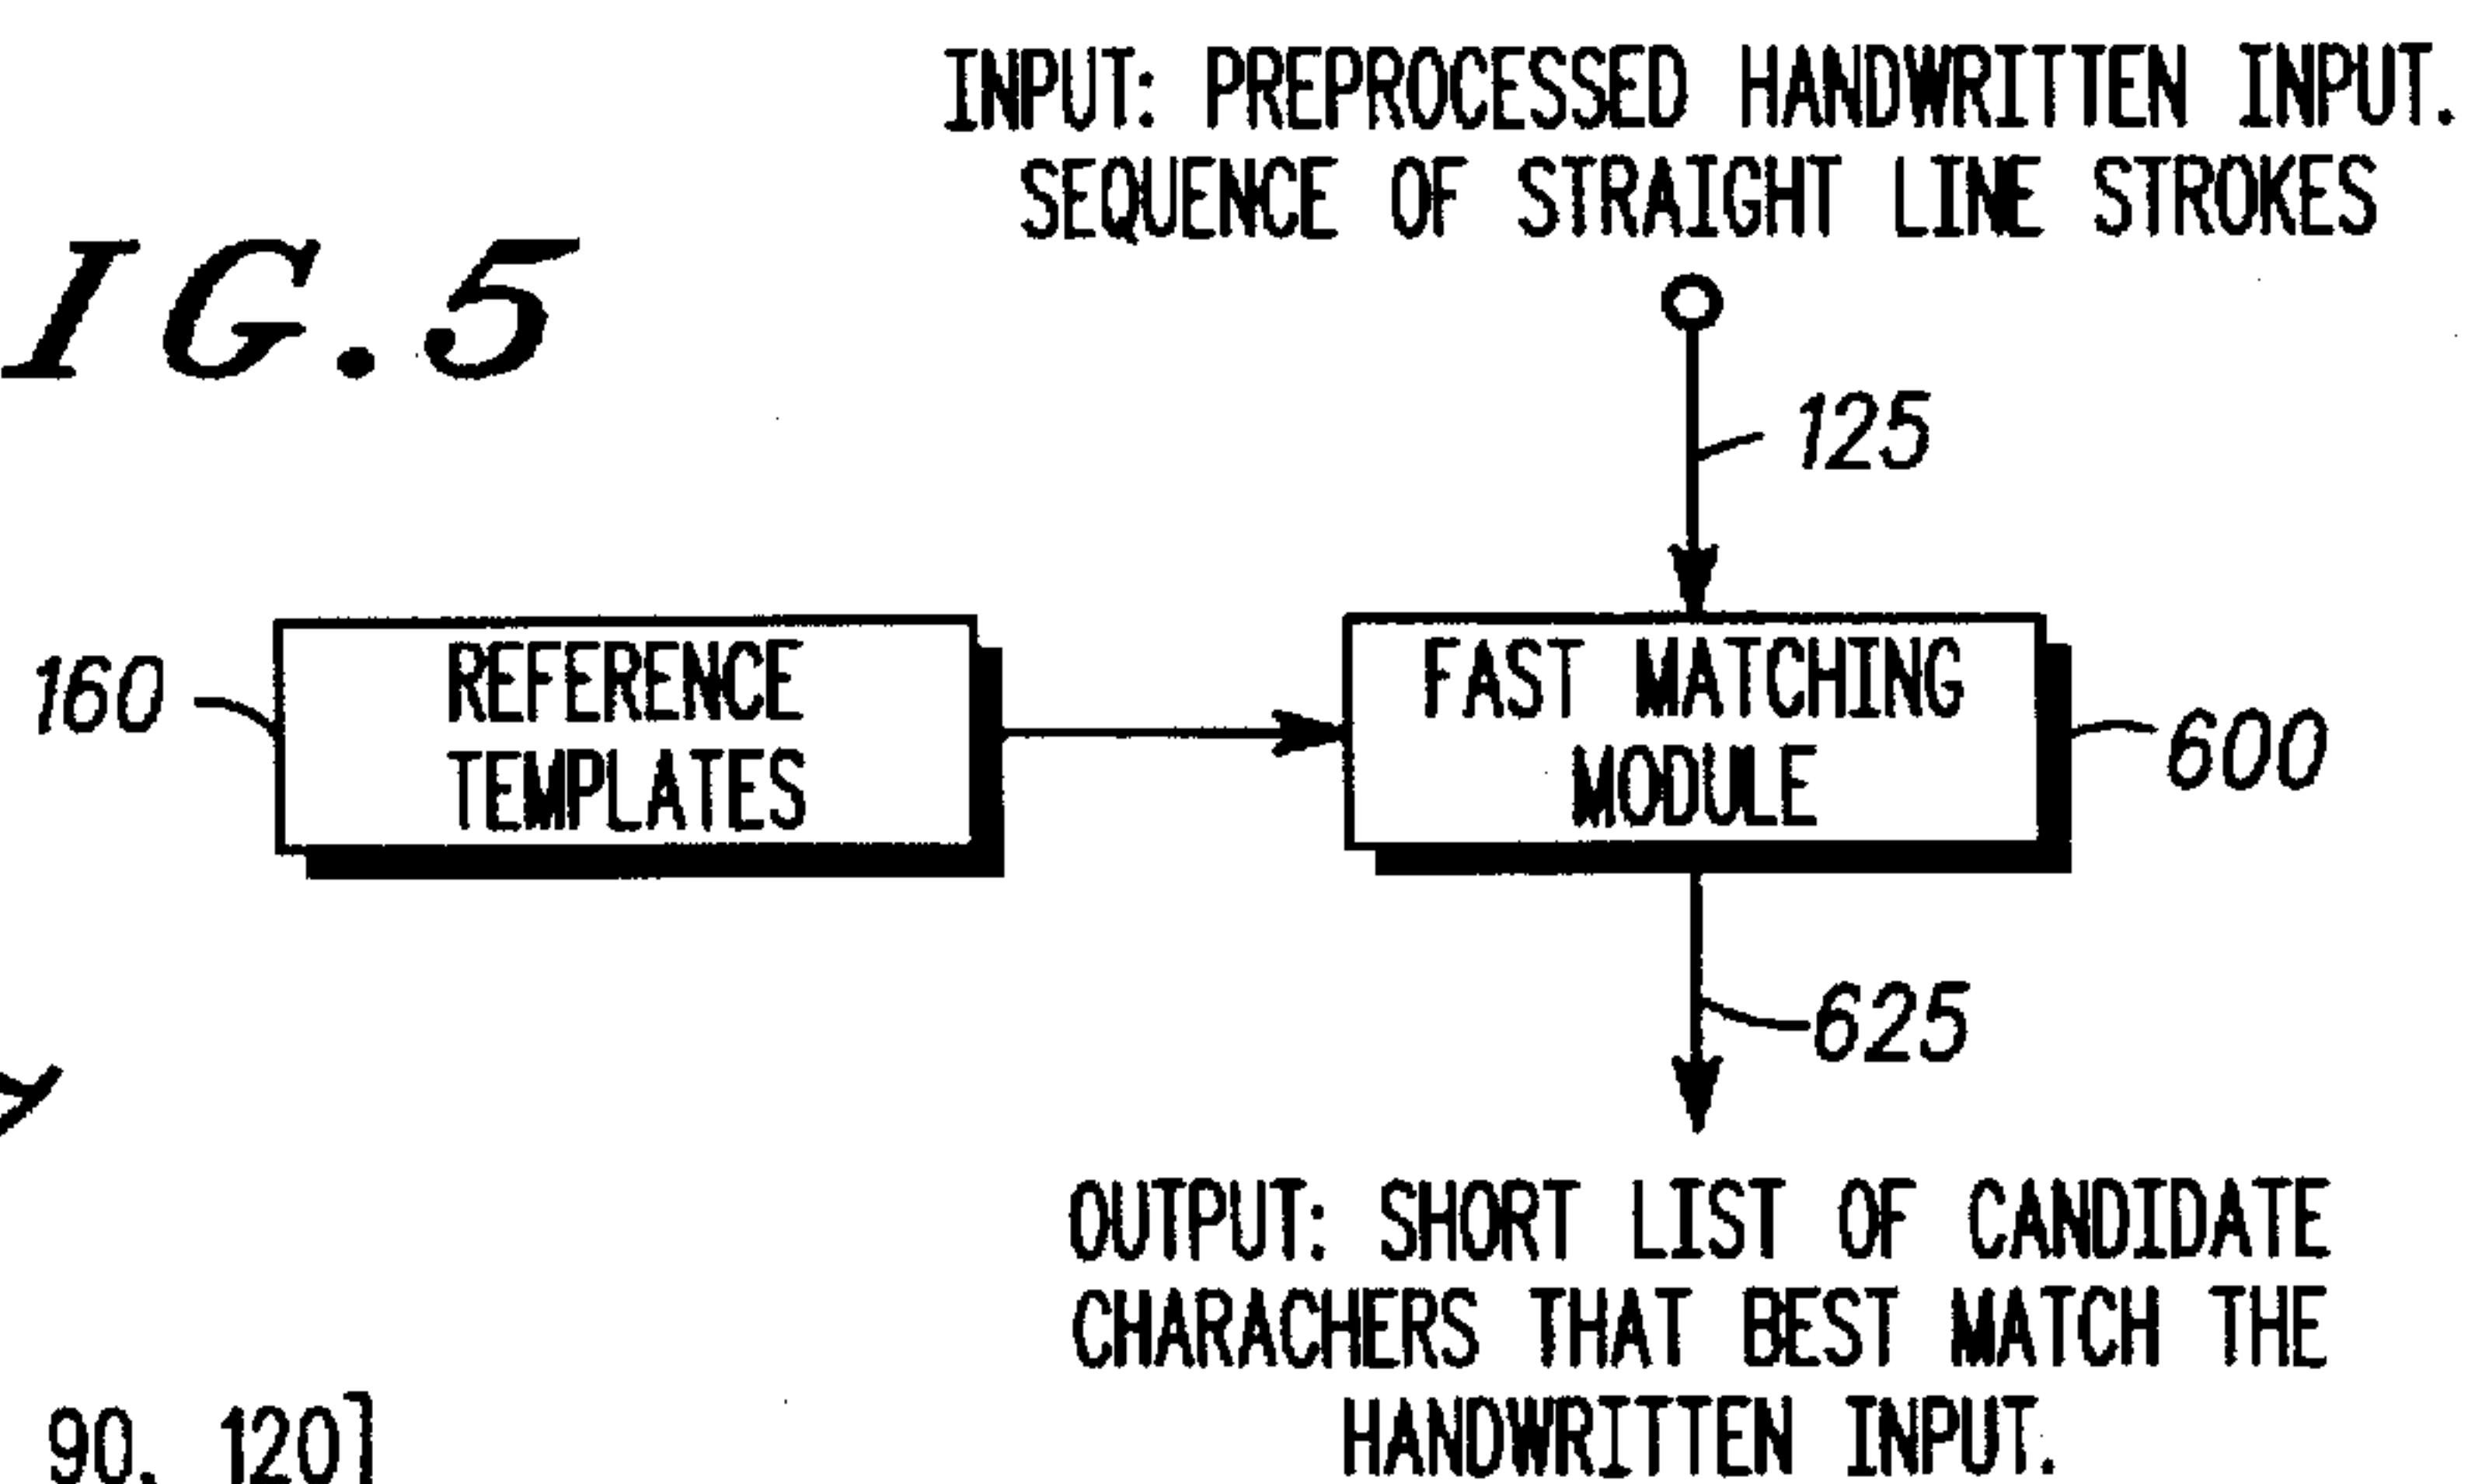 INPUT: PREPROCESSED HANDWRITTEN INPUT.
SEQUENCE OF STRAIGHT LINE STROKES
IG.5
125
160
REFERENCE
TEMPLATES
FAST MATCHING
MODULE
600
625
OUTPUT: SHORT LIST OF CANDIDATE
CHARACHERS THAT BEST MATCH THE
HANDWRITTEN INPUT.
90, 120]